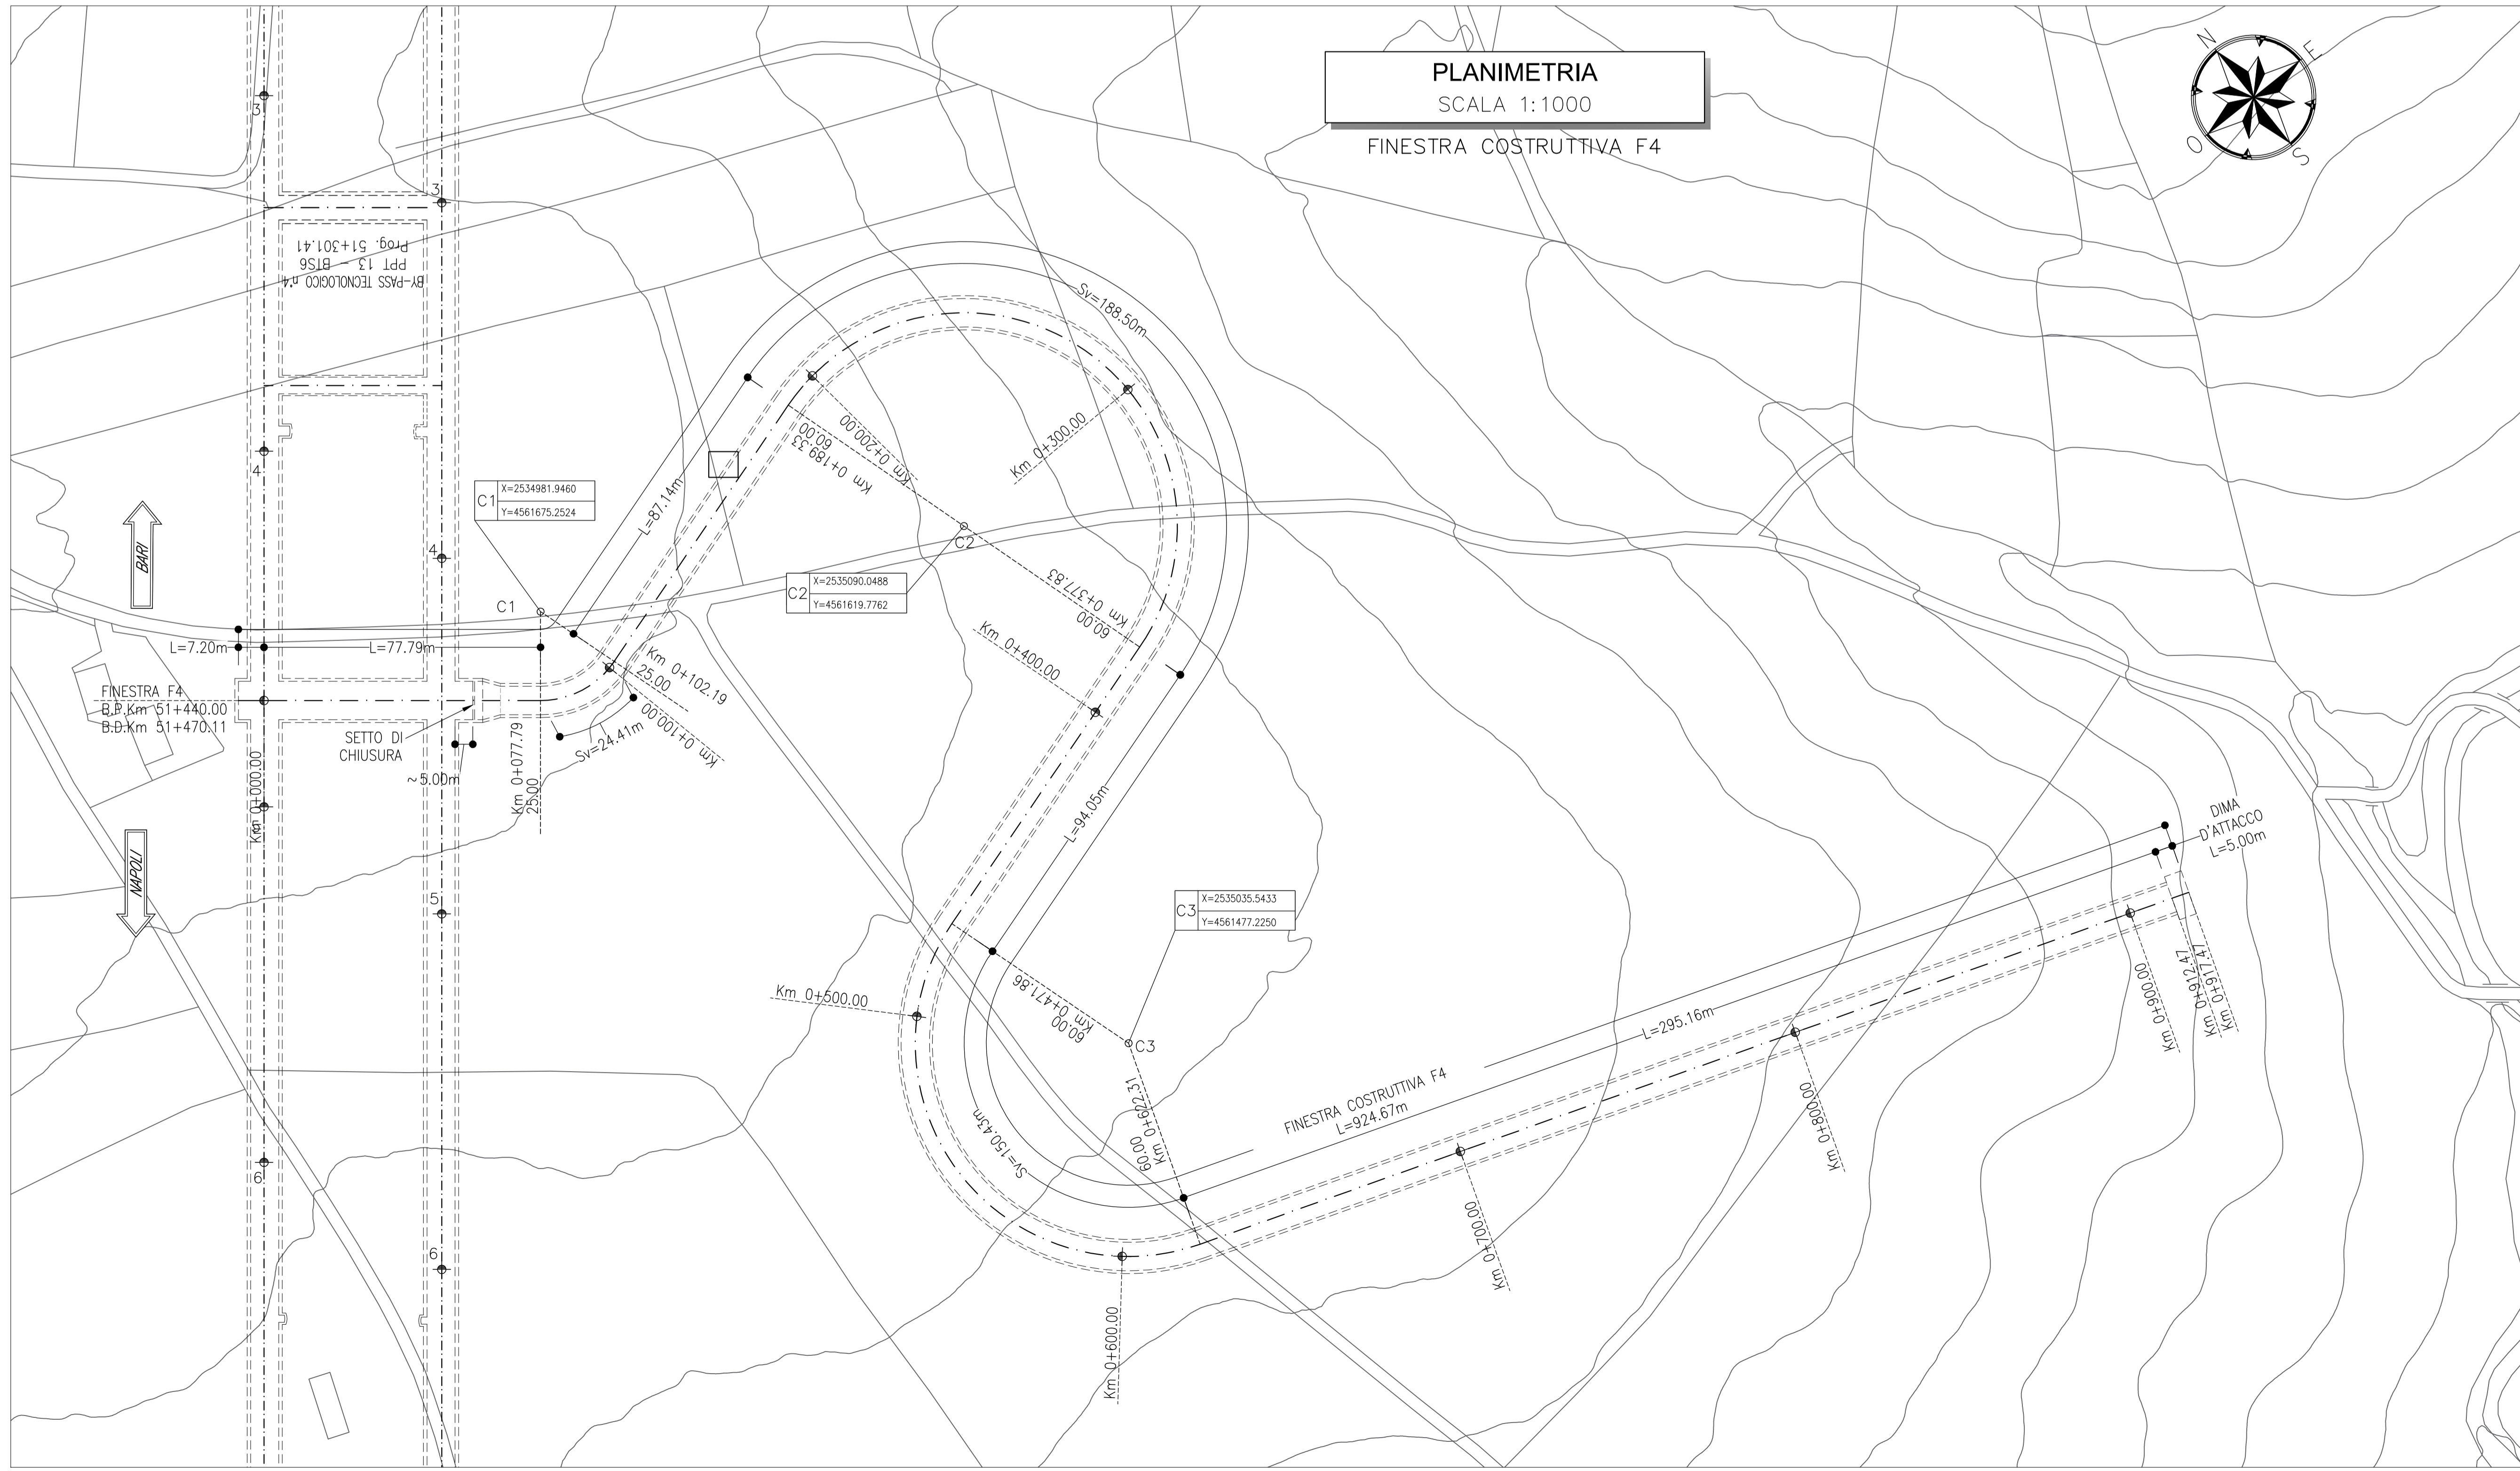 PLANIMETRIA
SCALA 1:1000
FINESTRA COSTRUTTIVA F4
N
E
O
S
3
3
Prog. 51+301.41
PPT 13 - BTS6
BY-PASS TECNOLOGICO n°4
Sv=188.50m
Km 0+200.00
60.00
Km 0+189.33
Km 0+300.00
4
L=87.14m
C1
X=2534981.9460
Y=4561675.2524
BARI
4
C2
C2
X=2535090.0488
Y=4561619.7762
Km 0+377.83
60.00
C1
L=7.20m
L=77.79m
Km 0+400.00
Km 0+102.19
25.00
Km 0+100.00
FINESTRA F4
B.P.Km 51+440.00
B.D.Km 51+470.11
SETTO DI
CHIUSURA
Sv=24.41m
~5.00m
Km 0+077.79
25.00
Km 0+000.00
5
L=94.05m
DIMA
D'ATTACCO
L=5.00m
NAPOLI
5
C3
X=2535035.5433
Y=4561477.2250
Km 0+500.00
Km 0+471.86
60.00
C3
Km 0+900.00
Km 0+912.47
Km 0+917.47
L=295.16m
FINESTRA COSTRUTTIVA F4
L=924.67m
60.00
Km 0+622.31
Sv=150.43m
Km 0+800.00
6
Km 0+700.00
6
Km 0+600.00